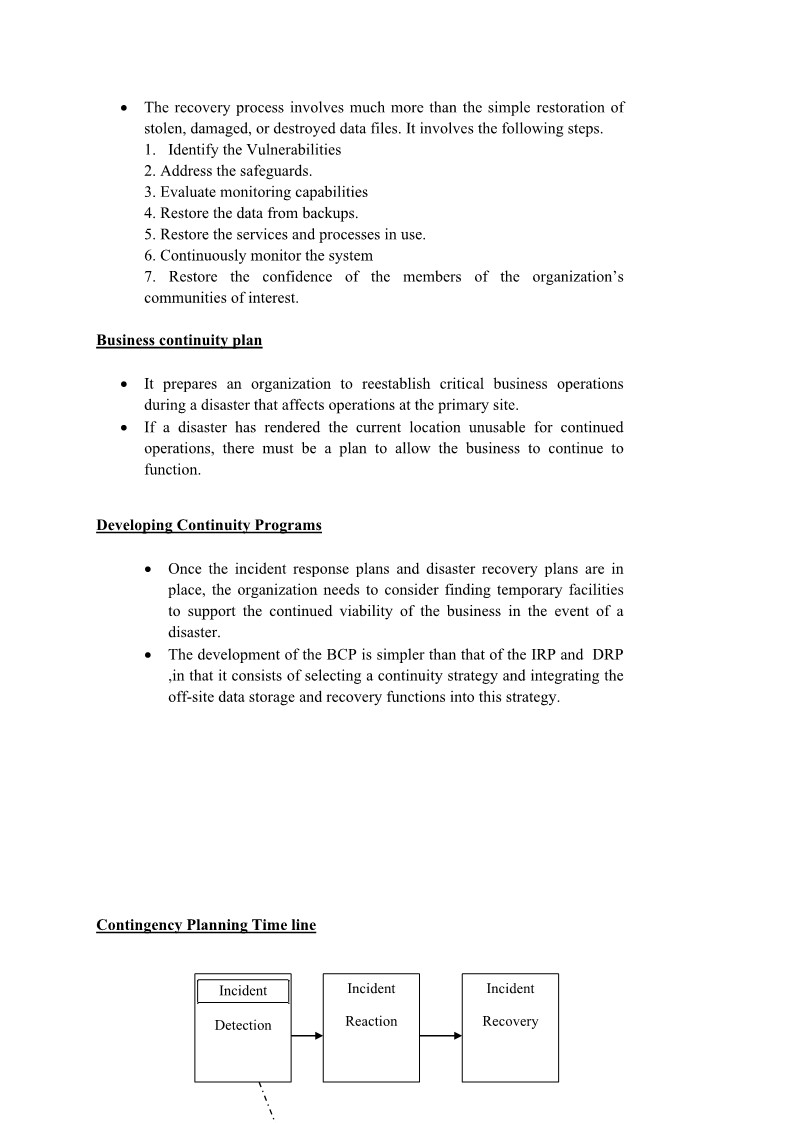 • The recovery process involves much more than the simple restoration of
stolen, damaged, or destroyed data files. It involves the following steps.
1. Identify the Vulnerabilities
2. Address the safeguards.
3. Evaluate monitoring capabilities
4. Restore the data from backups.
5. Restore the services and processes in use.
6. Continuously monitor the system
7. Restore the confidence of the members of the organization’s
communities of interest.
Business continuity plan
• It prepares an organization to reestablish critical business operations
during a disaster that affects operations at the primary site.
• If a disaster has rendered the current location unusable for continued
operations, there must be a plan to allow the business to continue to
function.
Developing Continuity Programs
• Once the incident response plans and disaster recovery plans are in
place, the organization needs to consider finding temporary facilities
to support the continued viability of the business in the event of a
disaster.
• The development of the BCP is simpler than that of the IRP and DRP
,in that it consists of selecting a continuity strategy and integrating the
off-site data storage and recovery functions into this strategy.
Contingency Planning Time line
Incident
Detection
Incident
Reaction
Incident
Recovery